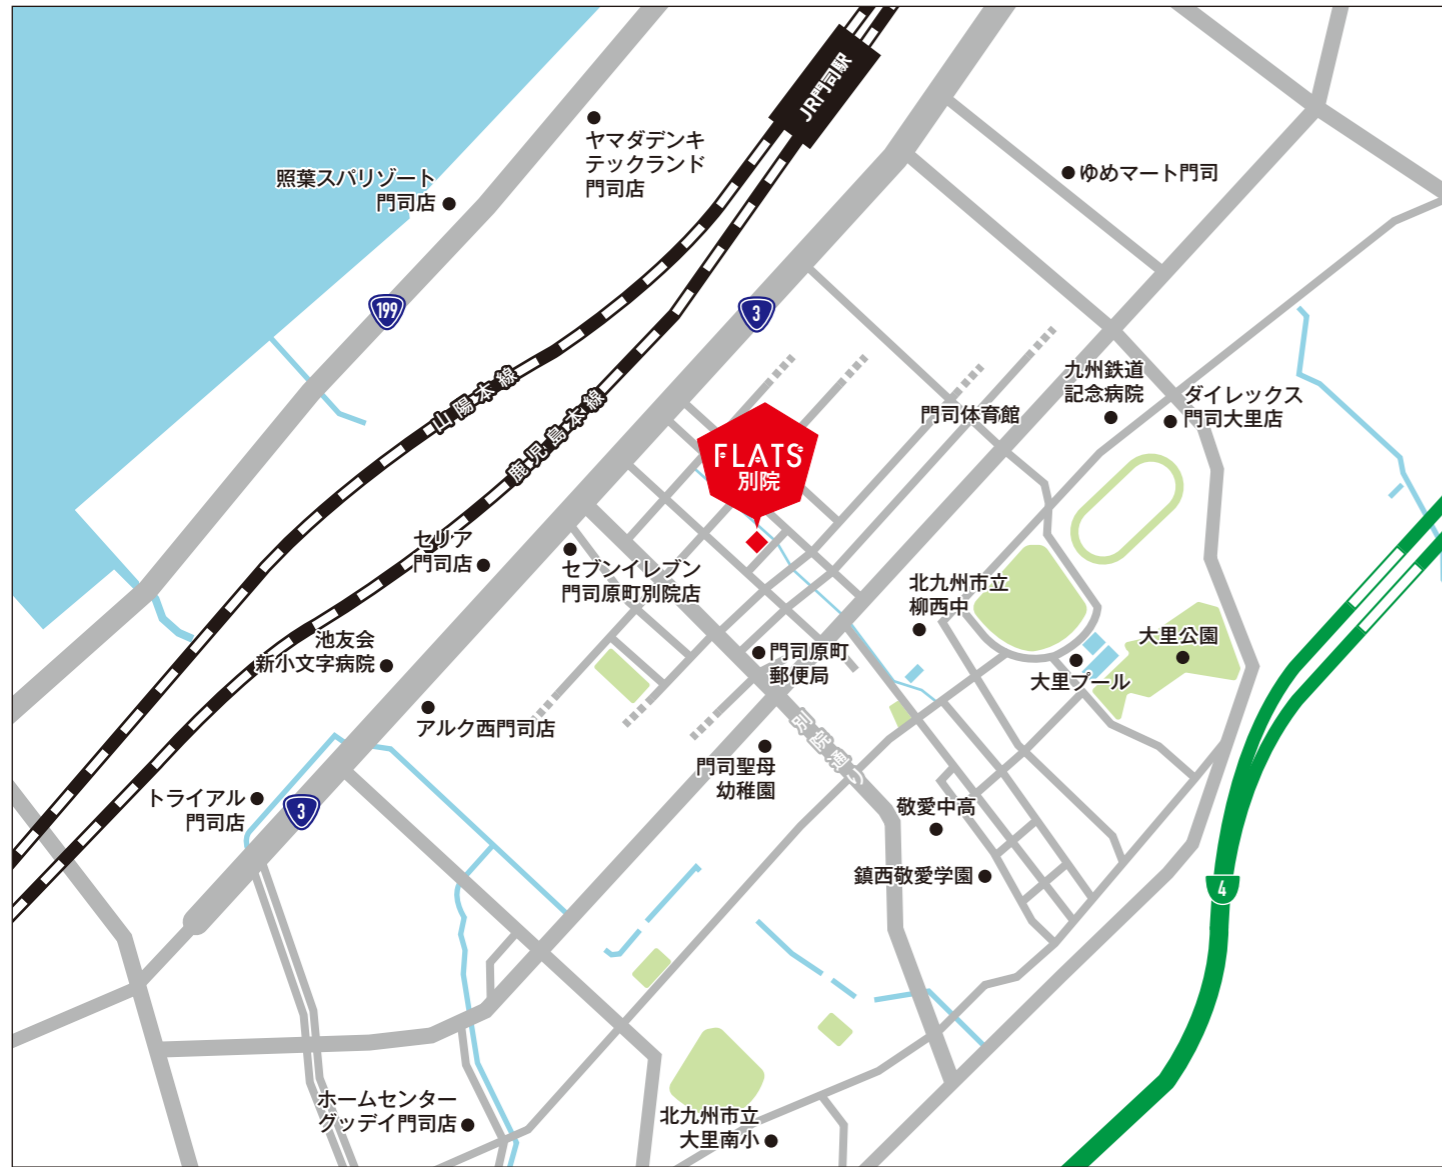 JR門司駅
ヤマダデンキ
テックランド
門司店
照葉スパリゾート
門司店
ゆめマート門司
199
3
山陽本線
鹿児島本線
九州鉄道
記念病院
ダイレックス
門司大里店
門司体育館
FLATS
別院
セリア
門司店
セブンイレブン
門司原町別院店
北九州市立
柳西中
池友会
新小文字病院
門司原町
郵便局
大里公園
大里プール
アルク西門司店
別院通り
門司聖母
幼稚園
トライアル
門司店
3
敬愛中高
鎮西敬愛学園
4
ホームセンター
グッデイ門司店
北九州市立
大里南小